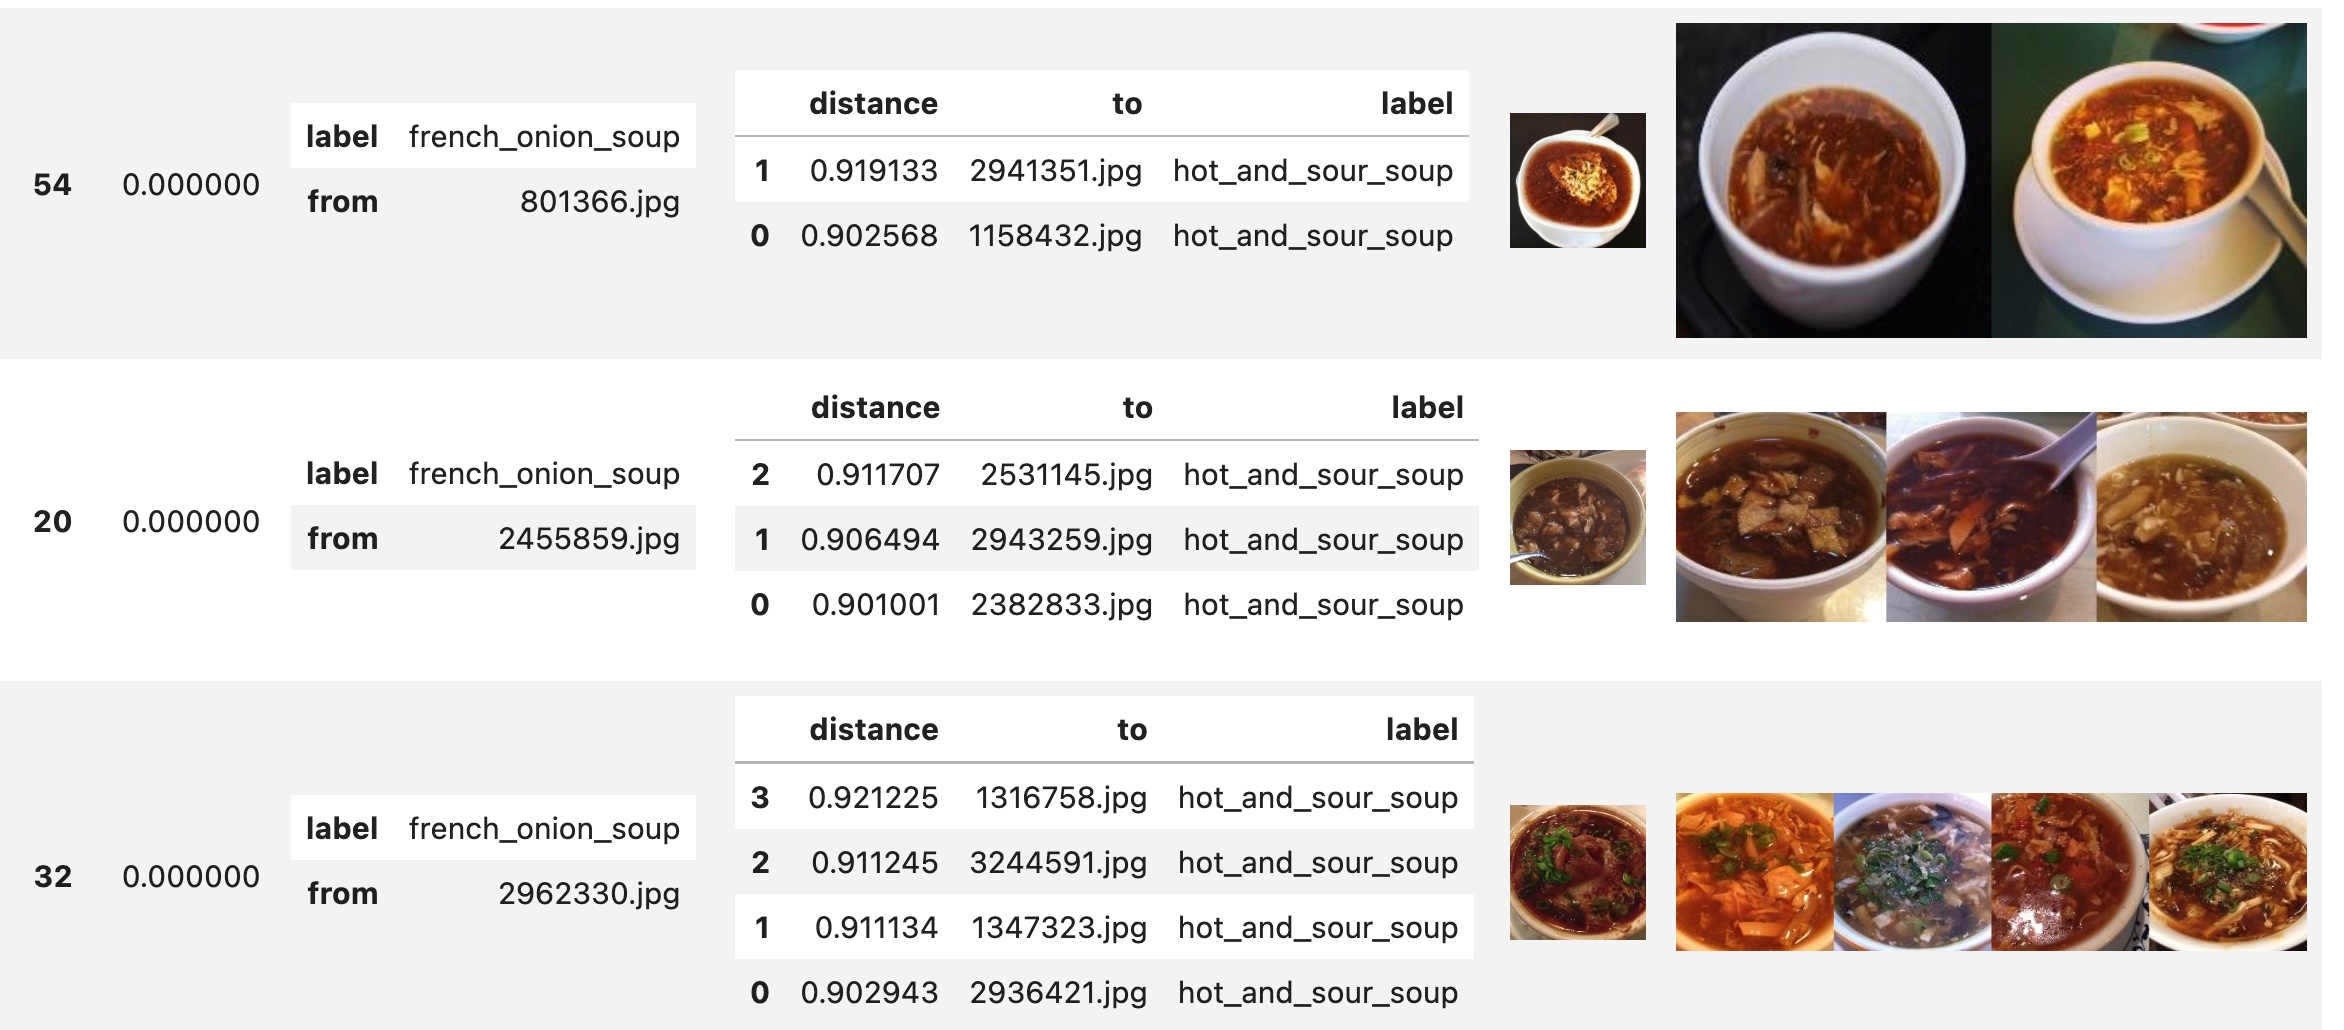 distance to label
label french_onion_soup
1 0.919133 2941351.jpg hot_and_sour_soup
54 0.000000
from 801366.jpg
0 0.902568 1158432.jpg hot_and_sour_soup
distance to label
label french_onion_soup
2 0.911707 2531145.jpg hot_and_sour_soup
20 0.000000
from 2455859.jpg
1 0.906494 2943259.jpg hot_and_sour_soup
0 0.901001 2382833.jpg hot_and_sour_soup
distance to label
3 0.921225 1316758.jpg hot_and_sour_soup
label french_onion_soup
2 0.911245 3244591.jpg hot_and_sour_soup
32 0.000000
from 2962330.jpg
1 0.911134 1347323.jpg hot_and_sour_soup
0 0.902943 2936421.jpg hot_and_sour_soup